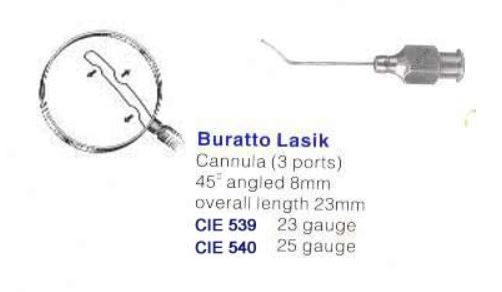 Buratto Lasik
Cannula (3 ports)
45° angled 8mm
overall length 23mm
CIE 539 23 gauge
CIE 540 25 gauge